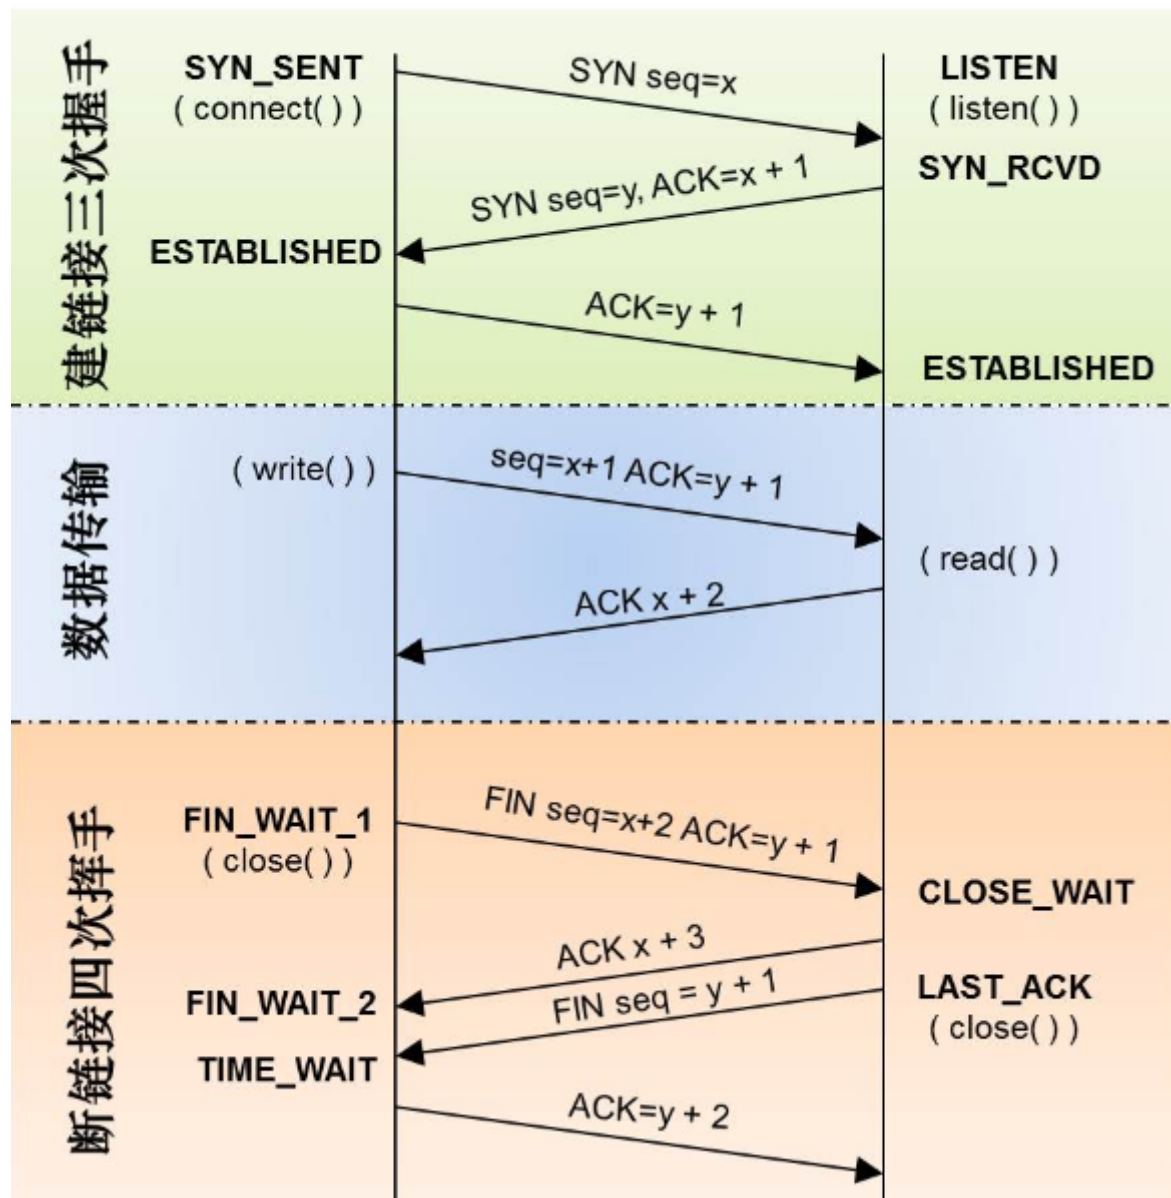 建链接三次握手
SYN_SENT
( connect( ) )
SYN seq=x
LISTEN
( listen( ) )
SYN_RCVD
SYN seq=y, ACK=x + 1
ESTABLISHED
ACK=y + 1
ESTABLISHED
数据传输
( write( ) )
seq=x+1 ACK=y + 1
( read( ) )
ACK x + 2
断链接四次挥手
FIN_WAIT_1
( close( ) )
FIN seq=x+2 ACK=y + 1
CLOSE_WAIT
ACK x + 3
FIN_WAIT_2
FIN seq = y + 1
LAST_ACK
( close( ) )
TIME_WAIT
ACK=y + 2